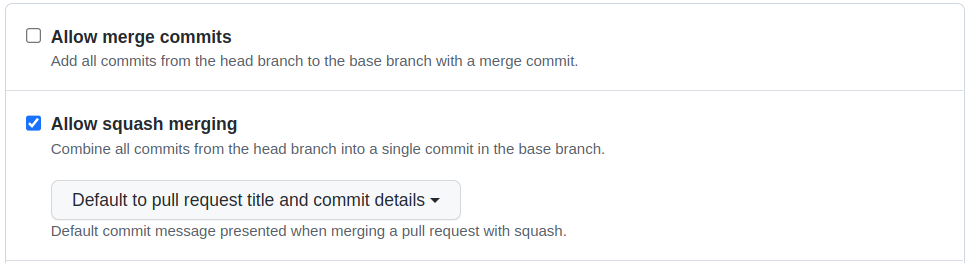 Allow merge commits
Add all commits from the head branch to the base branch with a merge commit.
Allow squash merging
Combine all commits from the head branch into a single commit in the base branch.
Default to pull request title and commit details
Default commit message presented when merging a pull request with squash.